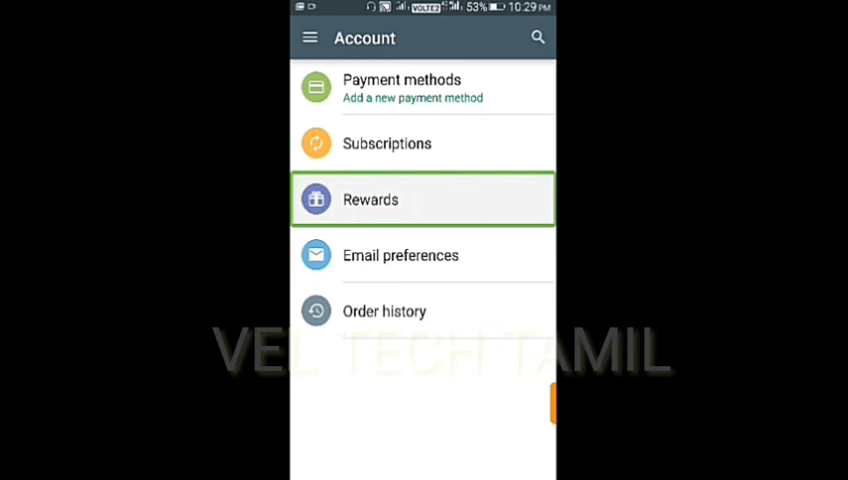 VOLTE2 53% 10:29 PM
Account
Payment methods
Add a new payment method
Subscriptions
Rewards
Email preferences
Order history
VEL TECH TAMIL